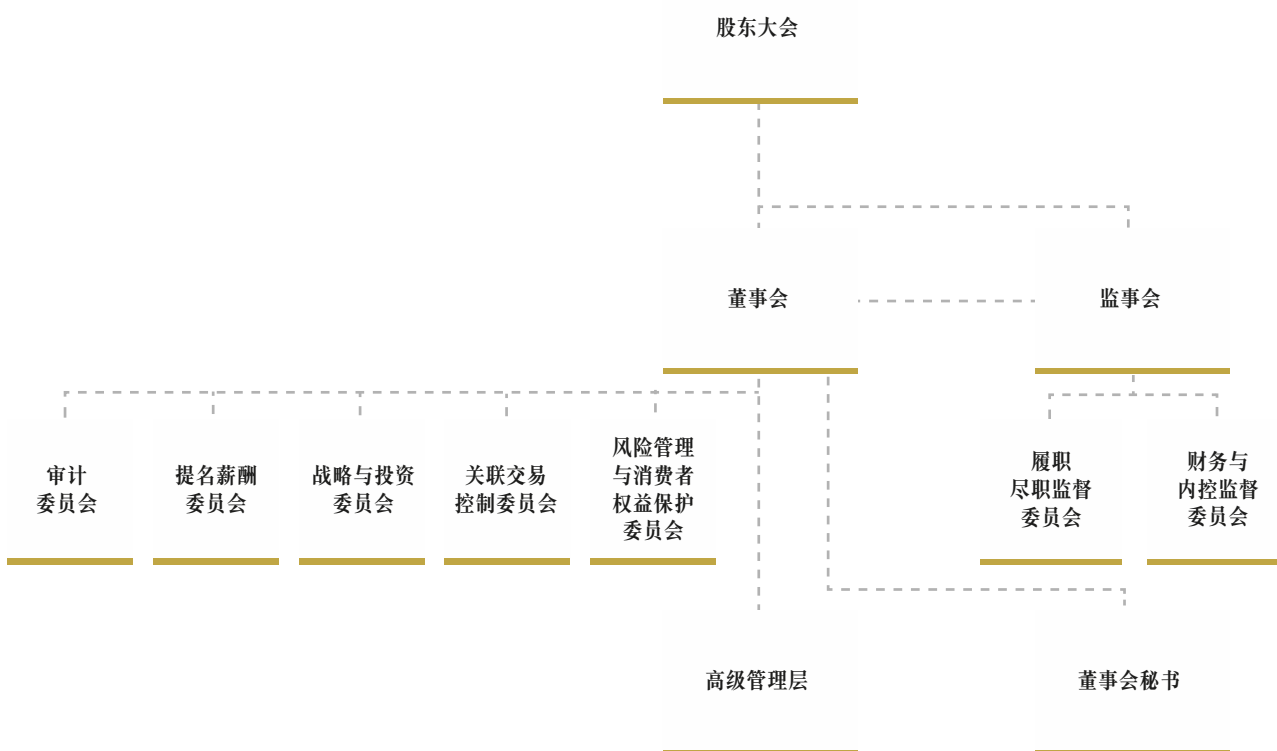 股东大会
董事会
监事会
审计
委员会
提名薪酬
委员会
战略与投资
委员会
关联交易
控制委员会
风险管理
与消费者
权益保护
委员会
履职
尽职监督
委员会
财务与
内控监督
委员会
高级管理层
董事会秘书